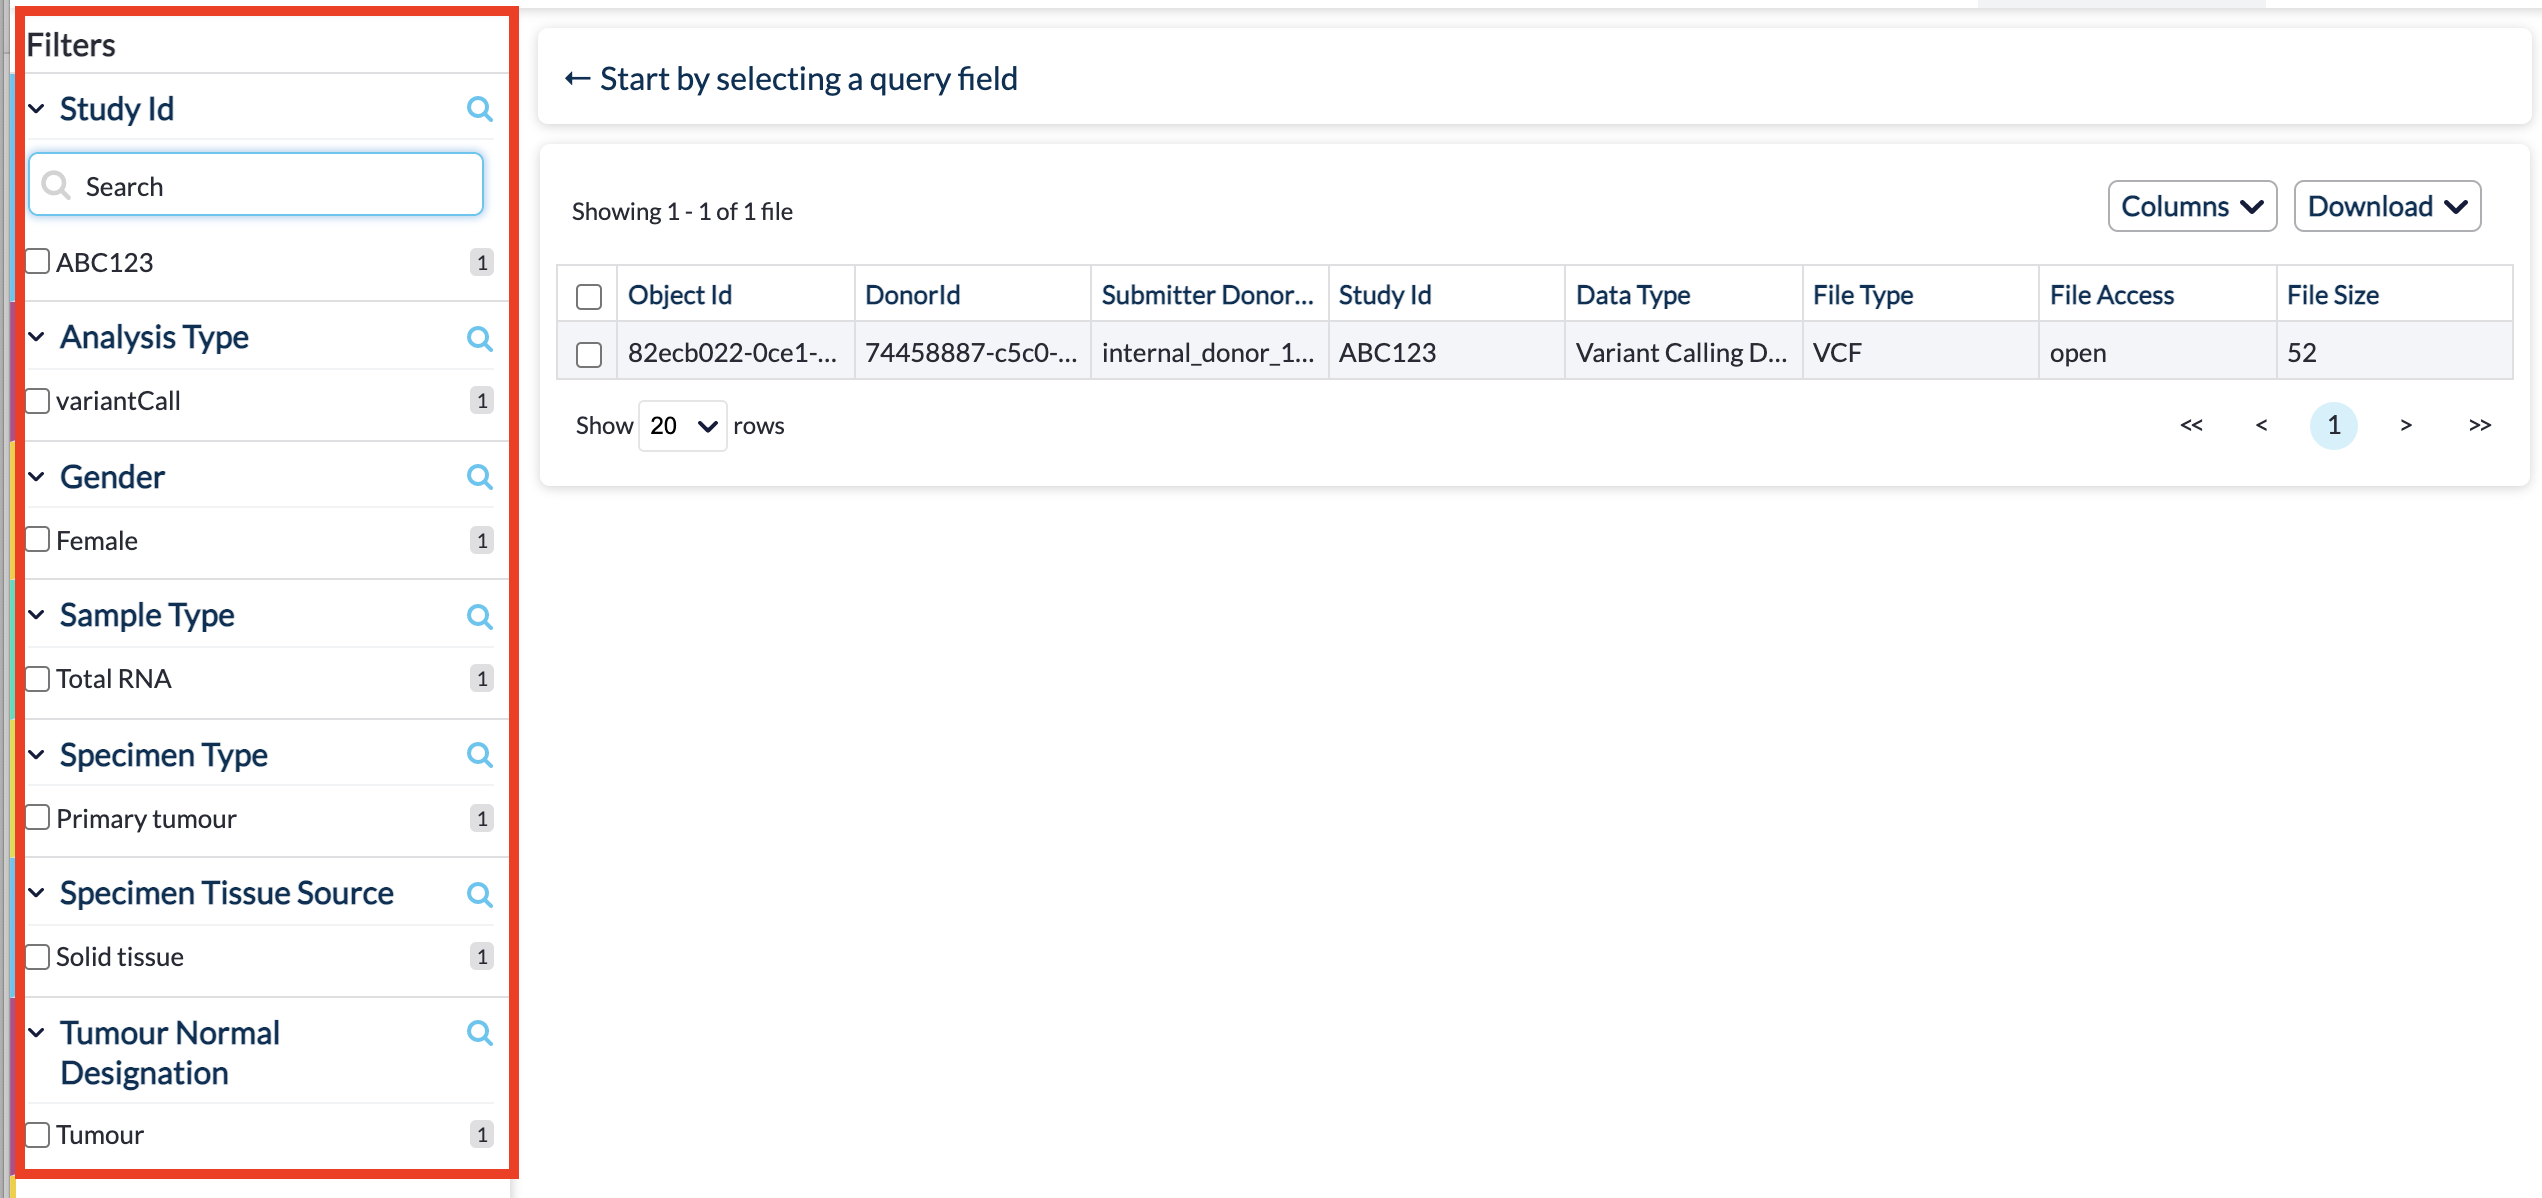 Filters
Study Id
Search
ABC123 1
Analysis Type
variantCall 1
Gender
Female 1
Sample Type
Total RNA 1
Specimen Type
Primary tumour 1
Specimen Tissue Source
Solid tissue 1
Tumour Normal
Designation
Tumour 1
← Start by selecting a query field
Showing 1 - 1 of 1 file
Columns Download
Object Id DonorId Submitter Donor... Study Id Data Type File Type File Access File Size
82ecb022-0ce1-... 74458887-c5c0-... internal_donor_1... ABC123 Variant Calling D... VCF open 52
Show 20 rows << < 1 > >>